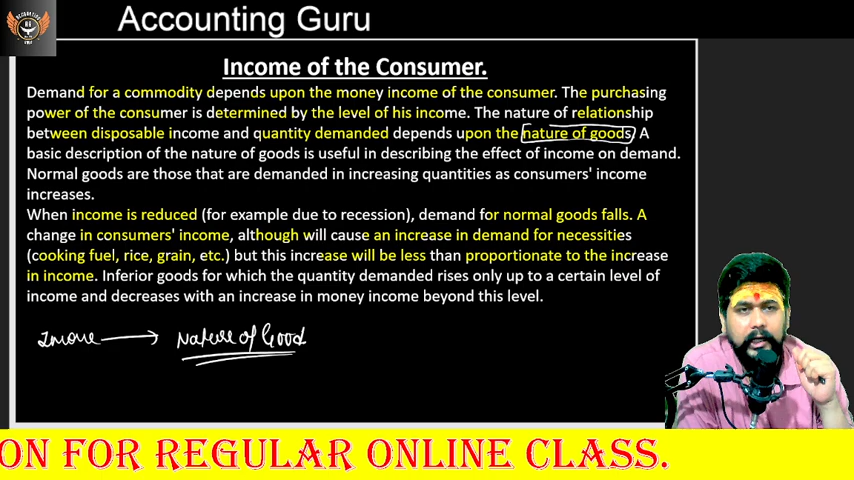 Accounting Guru
Income of the Consumer.
Demand for a commodity depends upon the money income of the consumer. The purchasing
power of the consumer is determined by the level of his income. The nature of relationship
between disposable income and quantity demanded depends upon the nature of goods. A
basic description of the nature of goods is useful in describing the effect of income on demand.
Normal goods are those that are demanded in increasing quantities as consumers' income
increases.
When income is reduced (for example due to recession), demand for normal goods falls. A
change in consumers' income, although will cause an increase in demand for necessities
(cooking fuel, rice, grain, etc.) but this increase will be less than proportionate to the increase
in income. Inferior goods for which the quantity demanded rises only up to a certain level of
income and decreases with an increase in money income beyond this level.
Nature of Good
ON FOR REGULAR ONLINE CLASS.